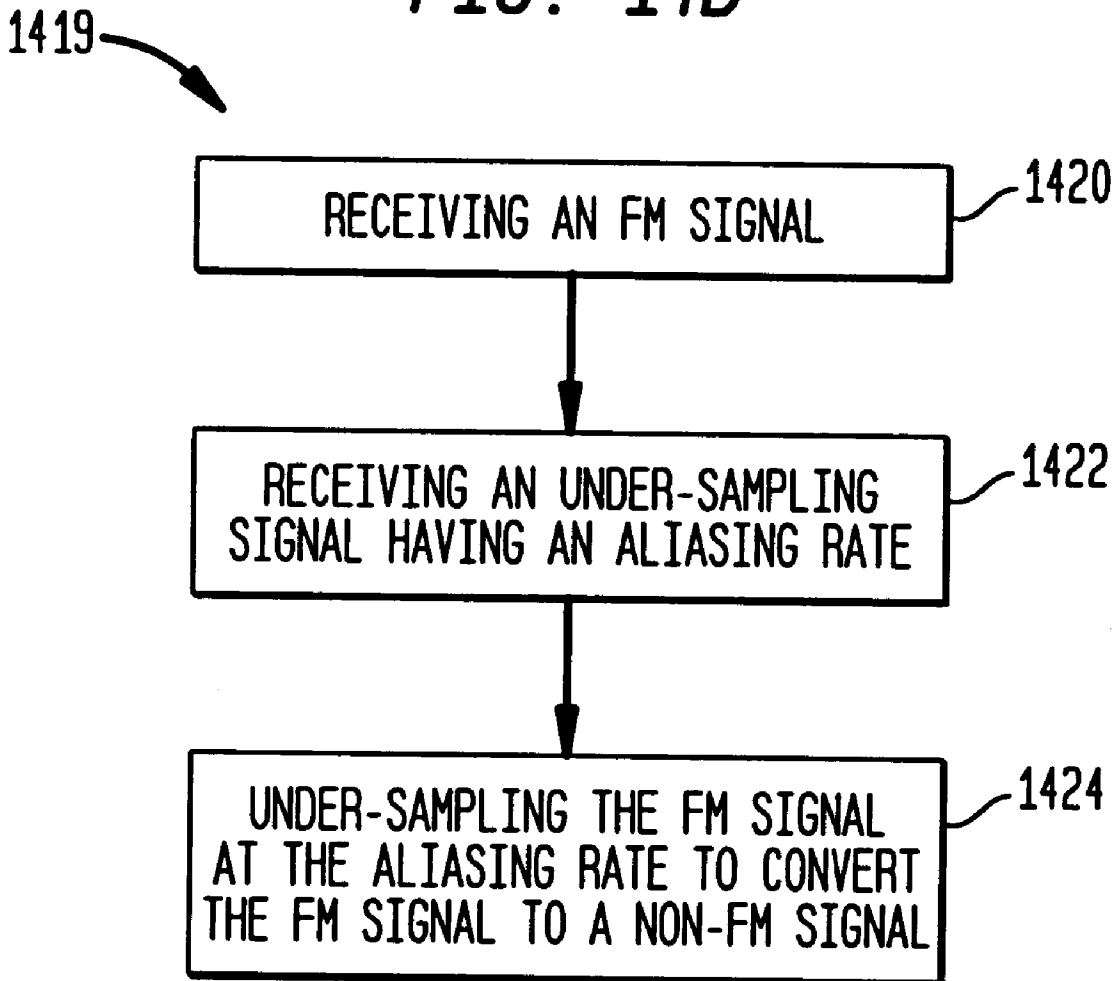 1419
RECEIVING AN FM SIGNAL
1420
RECEIVING AN UNDER-SAMPLING
SIGNAL HAVING AN ALIASING RATE
1422
UNDER-SAMPLING THE FM SIGNAL
AT THE ALIASING RATE TO CONVERT
THE FM SIGNAL TO A NON-FM SIGNAL
1424